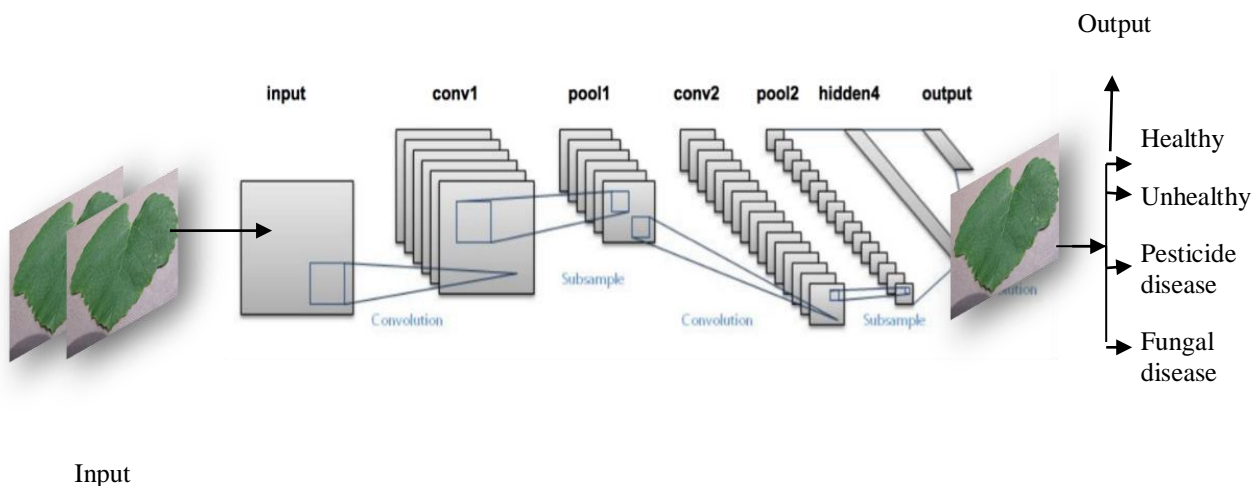 Output
input
conv1
pool1
conv2
pool2
hidden4
output
Healthy
Unhealthy
Pesticide
disease
Fungal
disease
Subsample
Convolution
Convolution
Subsample
Input